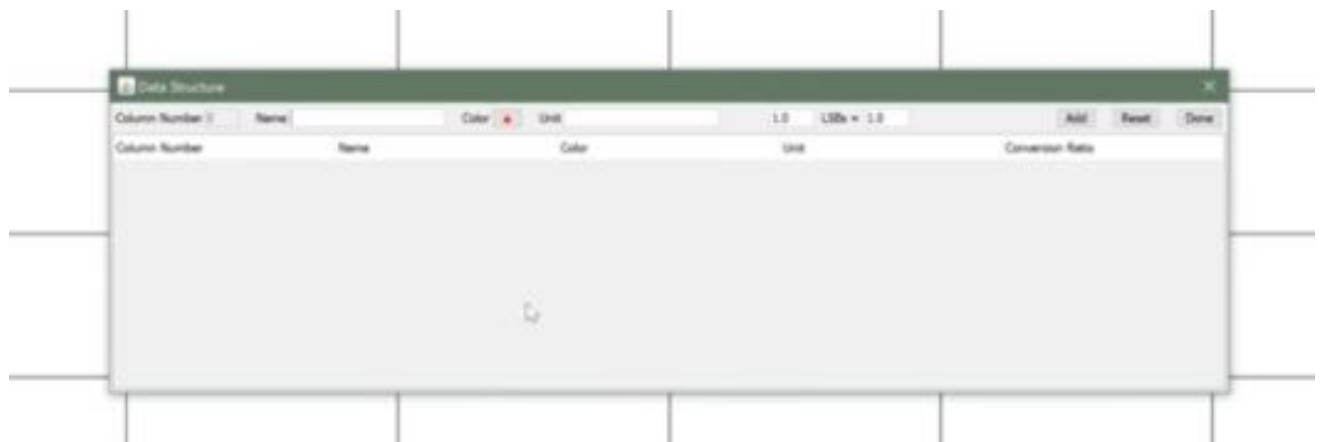 Data Structure
Column Number 0 Name Color Unit 1.0 LSBs = 1.0 Add Reset Done
Column Number Name Color Unit Conversion Ratio